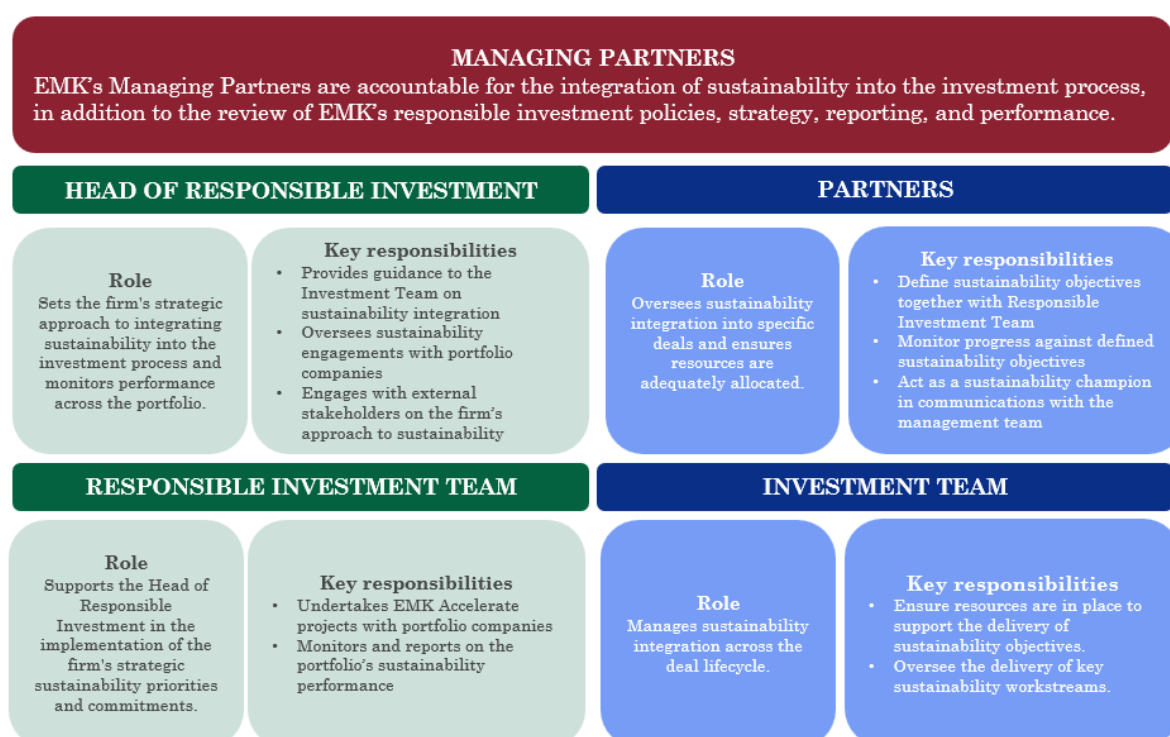 MANAGING PARTNERS
EMK's Managing Partners are accountable for the integration of sustainability into the investment process,
in addition to the review of EMK's responsible investment policies, strategy, reporting, and performance.
HEAD OF RESPONSIBLE INVESTMENT
Role
Sets the firm's strategic
approach to integrating
sustainability into the
investment process and
monitors performance
across the portfolio.
Key responsibilities
• Provides guidance to the
Investment Team on
sustainability integration
• Oversees sustainability
engagements with portfolio
companies
• Engages with external
stakeholders on the firm's
approach to sustainability
PARTNERS
Role
Oversees sustainability
integration into specific
deals and ensures
resources are
adequately allocated.
Key responsibilities
• Define sustainability objectives
together with Responsible
Investment Team
• Monitor progress against defined
sustainability objectives
• Act as a sustainability champion
in communications with the
management team
RESPONSIBLE INVESTMENT TEAM
Role
Supports the Head of
Responsible
Investment in the
implementation of the
firm's strategic
sustainability priorities
and commitments.
Key responsibilities
• Undertakes EMK Accelerate
projects with portfolio companies
• Monitors and reports on the
portfolio's sustainability
performance
INVESTMENT TEAM
Role
Manages sustainability
integration across the
deal lifecycle.
Key responsibilities
• Ensure resources are in place to
support the delivery of
sustainability objectives.
• Oversee the delivery of key
sustainability workstreams.